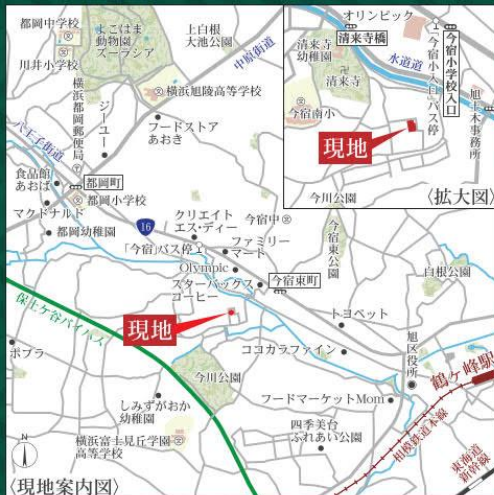 都岡中
よこはま
動物園
ズーラシア
上白根
大池公園
中原街道
川井小学校
横浜旭陵高等学校
横浜都岡郵便局
ジーユー
フードストア
あおき
八王子街道
食品館
あおば
都岡町
都岡小学校
マクドナルド
都岡幼稚園
16
クリエイト
エス・ディー
今宿中
「今宿」バス停
ファミリー
マート
Olympic
スターバックス
コーヒー
今宿東町
今宿東公園
白根公園
保土ヶ谷バイパス
現地
トヨペット
ポプラ
ココカラファイン
旭区役所
鶴ヶ峰駅
今川公園
フードマーケットMom
しみずがおか
幼稚園
四季美台
ふれあい公園
相模鉄道本線
横浜富士見丘学園
高等学校
東海道
新幹線
N
〈現地案内図〉
オリンピック
清来寺橋
清来寺
幼稚園
清来寺
水道道
「今宿小入口」バス停
今宿小学校入口
旭土木事務所
今宿南小
現地
今川公園
〈拡大図〉